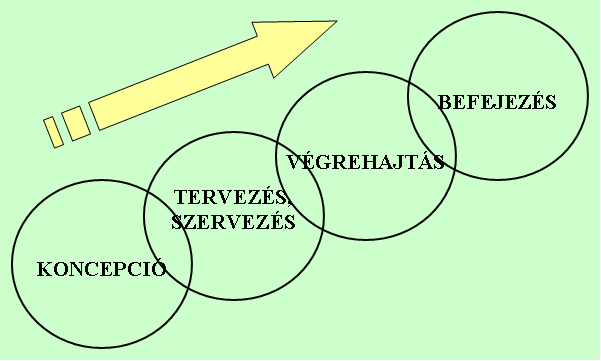 KONCEPCIÓ
TERVEZÉS,
SZERVEZÉS
VÉGREHAJTÁS
BEFEJEZÉS